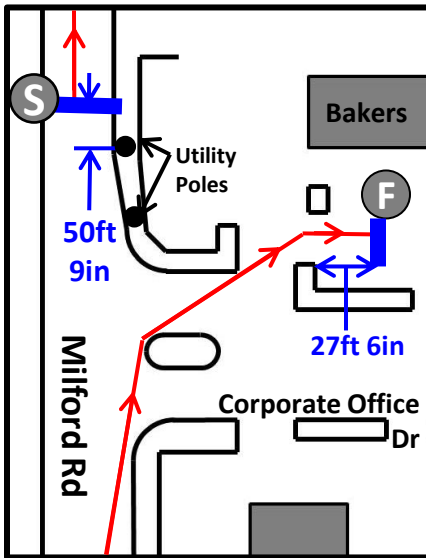 S
Bakers
Utility
Poles
F
50ft
9in
27ft 6in
Milford Rd
Corporate Office
Dr